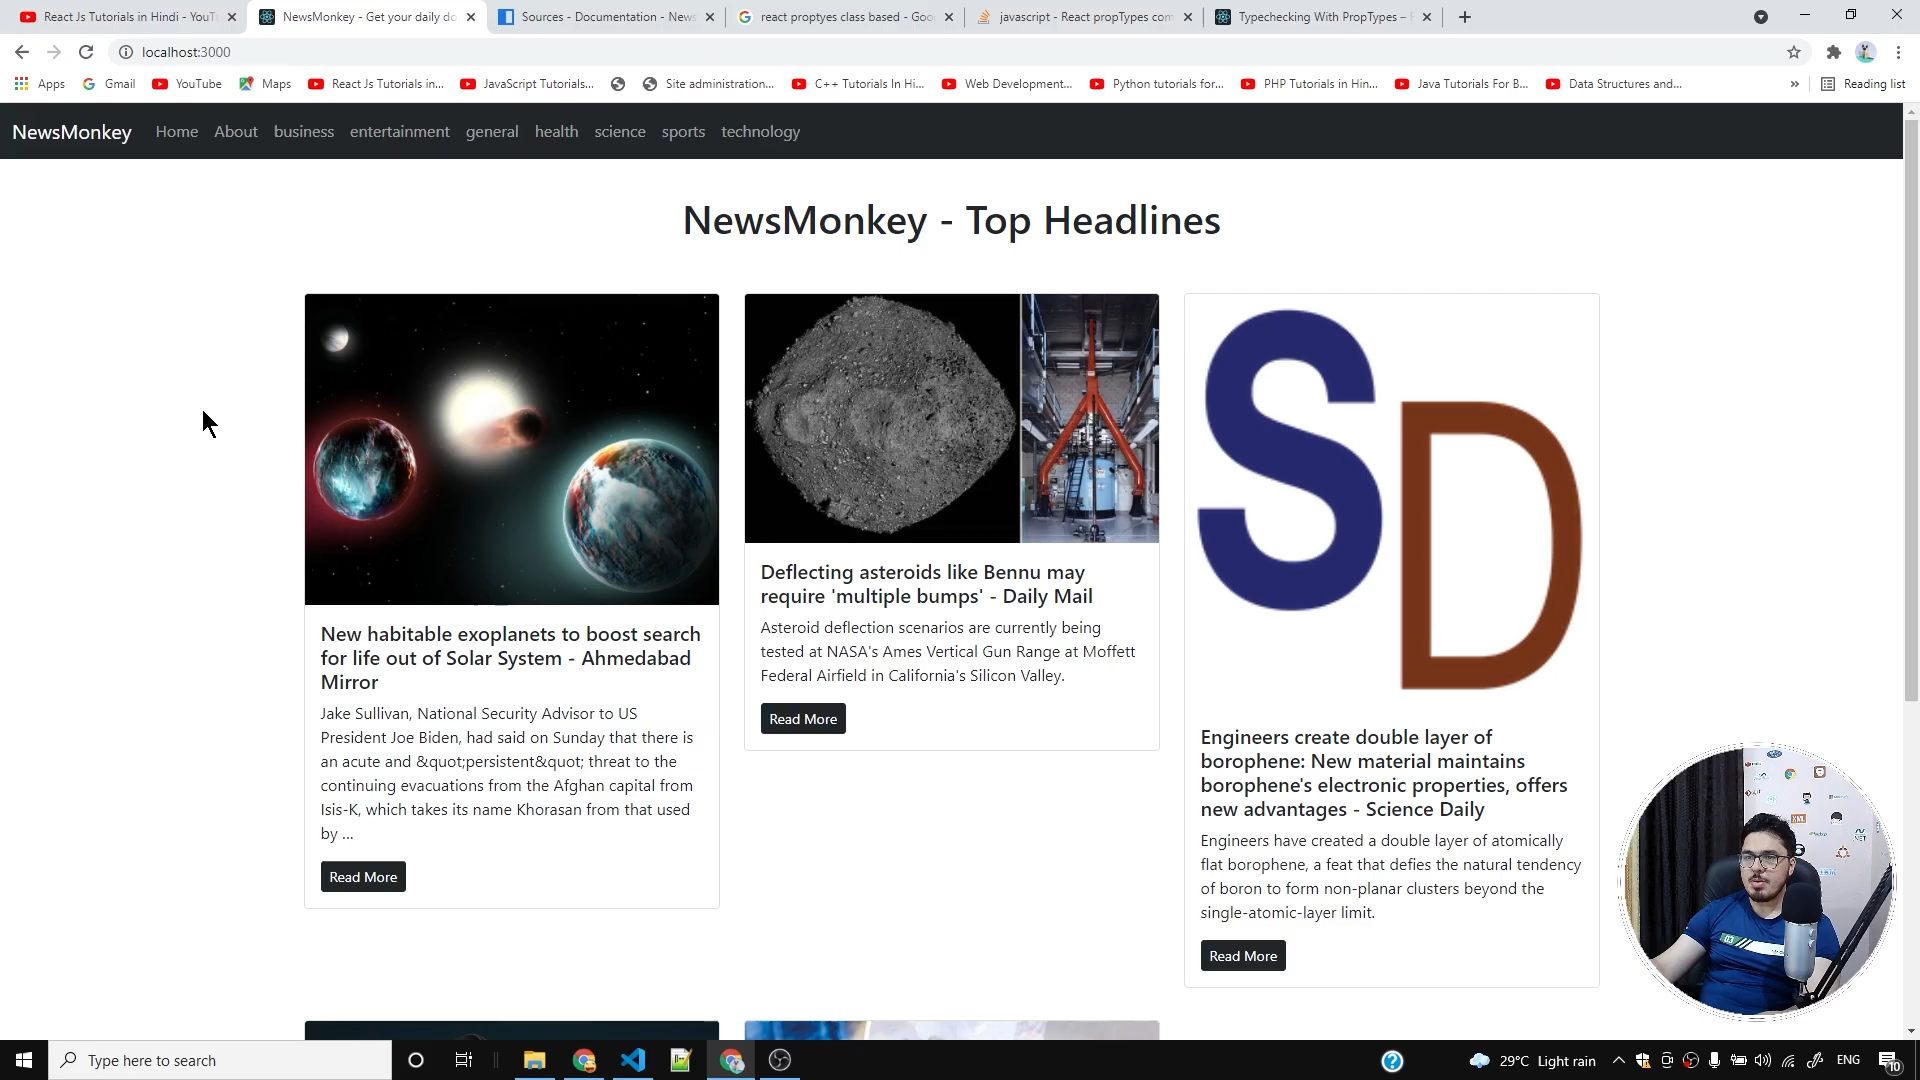 React Js Tutorials in Hindi - YouT
NewsMonkey - Get your daily do
Sources - Documentation - News
react proptyes class based - Goo
javascript - React propTypes com
Typechecking With PropTypes –
localhost:3000
Apps
Gmail
YouTube
Maps
React Js Tutorials in...
JavaScript Tutorials...
Site administration...
C++ Tutorials In Hi...
Web Development...
Python tutorials for...
PHP Tutorials in Hin...
Java Tutorials For B...
Data Structures and...
»
Reading list
NewsMonkey
Home
About
business
entertainment
general
health
science
sports
technology
NewsMonkey - Top Headlines
New habitable exoplanets to boost search
for life out of Solar System - Ahmedabad
Mirror
Jake Sullivan, National Security Advisor to US
President Joe Biden, had said on Sunday that there is
an acute and &quot;persistent&quot; threat to the
continuing evacuations from the Afghan capital from
Isis-K, which takes its name Khorasan from that used
by ...
Read More
Deflecting asteroids like Bennu may
require 'multiple bumps' - Daily Mail
Asteroid deflection scenarios are currently being
tested at NASA's Ames Vertical Gun Range at Moffett
Federal Airfield in California's Silicon Valley.
Read More
SD
Engineers create double layer of
borophene: New material maintains
borophene's electronic properties, offers
new advantages - Science Daily
Engineers have created a double layer of atomically
flat borophene, a feat that defies the natural tendency
of boron to form non-planar clusters beyond the
single-atomic-layer limit.
Read More
Type here to search
29°C Light rain
ENG
10